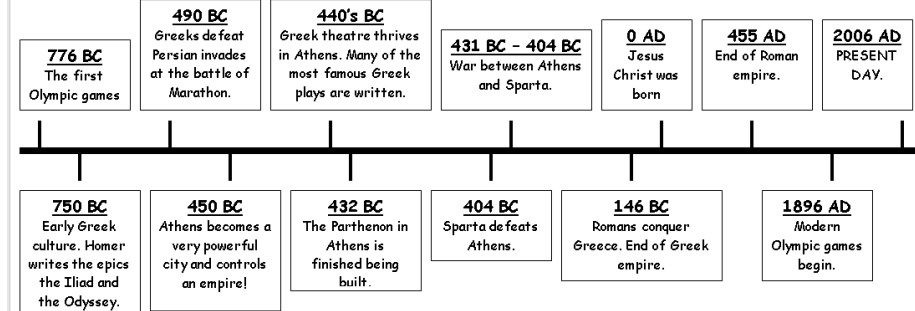 776 BC
The first
Olympic games
490 BC
Greeks defeat
Persian invades
at the battle of
Marathon.
440's BC
Greek theatre thrives
in Athens. Many of the
most famous Greek
plays are written.
431 BC – 404 BC
War between Athens
and Sparta.
0 AD
Jesus
Christ was
born
455 AD
End of Roman
empire.
2006 AD
PRESENT
DAY.
750 BC
Early Greek
culture. Homer
writes the epics
the Iliad and
the Odyssey.
450 BC
Athens becomes a
very powerful
city and controls
an empire!
432 BC
The Parthenon in
Athens is
finished being
built.
404 BC
Sparta defeats
Athens.
146 BC
Romans conquer
Greece. End of Greek
empire.
1896 AD
Modern
Olympic games
begin.